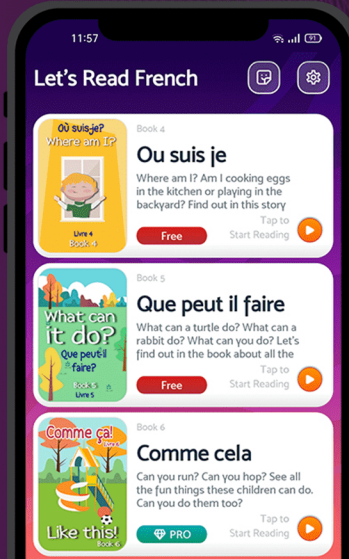 11:57
91
Let's Read French
Où suis-je?
Where am I?
Livre 4
Book 4
Book 4
Ou suis je
Where am I? Am I cooking eggs
in the kitchen or playing in the
backyard? Find out in this story
Free
Tap to
Start Reading
What can
it do?
Que peut-il
faire?
Book 5
Livre 5
Book 5
Que peut il faire
What can a turtle do? What can a
rabbit do? What can you do? Let's
find out in the book about all the
Free
Tap to
Start Reading
Comme ça!
Livre 6
Like this!
Book 6
Book 6
Comme cela
Can you run? Can you hop? See all
the fun things these children can do.
Can you do them too?
PRO
Tap to
Start Reading